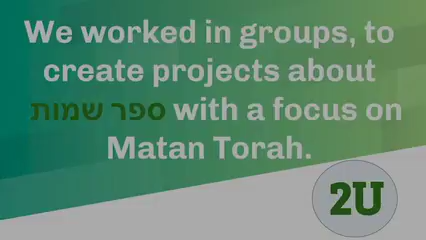 We worked in groups, to
create projects about
ספר שמות with a focus on
Matan Torah.
2U